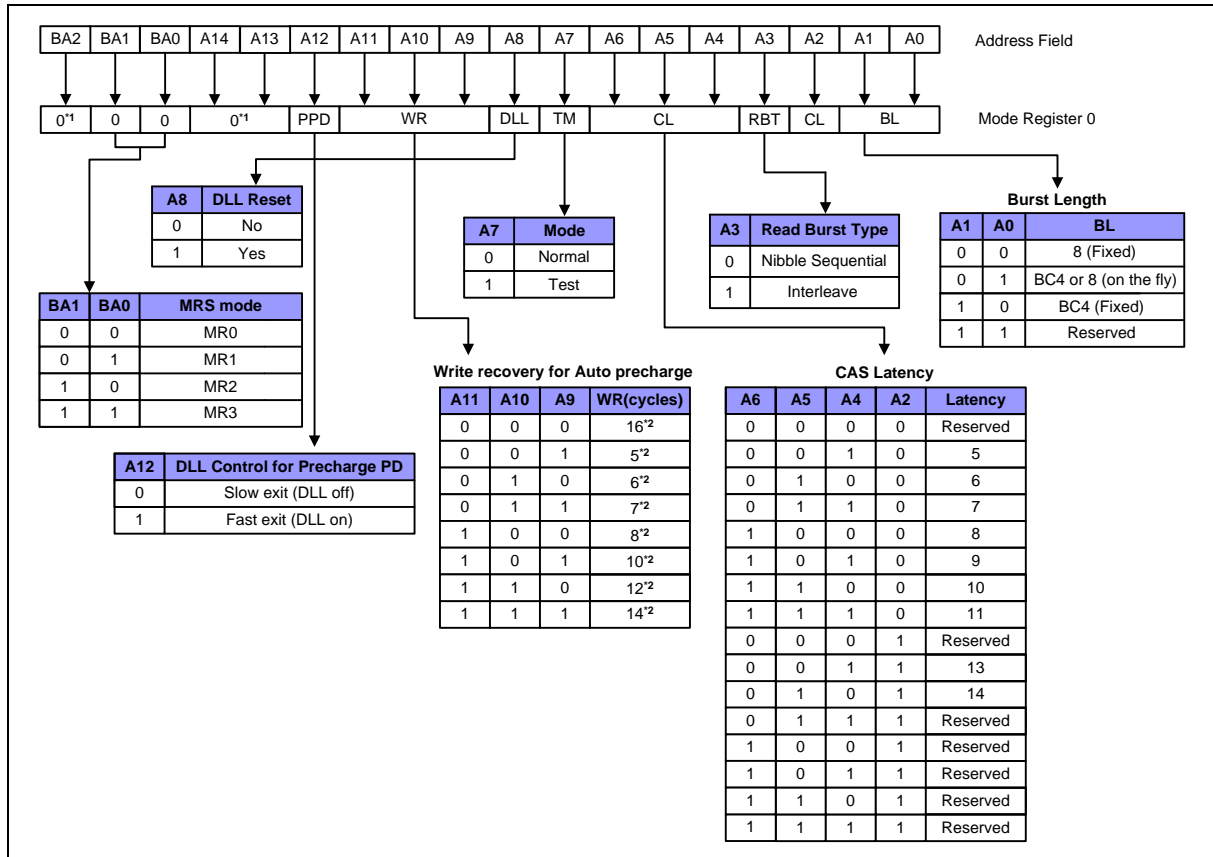 BA2 BA1 BA0 A14 A13 A12 A11 A10 A9 A8 A7 A6 A5 A4 A3 A2 A1 A0 Address Field
0*1 0 0 0*1 PPD WR DLL TM CL RBT CL BL Mode Register 0
A8 DLL Reset
0 No
1 Yes
A7 Mode
0 Normal
1 Test
A3 Read Burst Type
0 Nibble Sequential
1 Interleave
Burst Length
A1 A0 BL
0 0 8 (Fixed)
0 1 BC4 or 8 (on the fly)
1 0 BC4 (Fixed)
1 1 Reserved
BA1 BA0 MRS mode
0 0 MR0
0 1 MR1
1 0 MR2
1 1 MR3
A12 DLL Control for Precharge PD
0 Slow exit (DLL off)
1 Fast exit (DLL on)
Write recovery for Auto precharge
A11 A10 A9 WR(cycles)
0 0 0 16*2
0 0 1 5*2
0 1 0 6*2
0 1 1 7*2
1 0 0 8*2
1 0 1 10*2
1 1 0 12*2
1 1 1 14*2
CAS Latency
A6 A5 A4 A2 Latency
0 0 0 0 Reserved
0 0 1 0 5
0 1 0 0 6
0 1 1 0 7
1 0 0 0 8
1 0 1 0 9
1 1 0 0 10
1 1 1 0 11
0 0 0 1 Reserved
0 0 1 1 13
0 1 0 1 14
0 1 1 1 Reserved
1 0 0 1 Reserved
1 0 1 1 Reserved
1 1 0 1 Reserved
1 1 1 1 Reserved